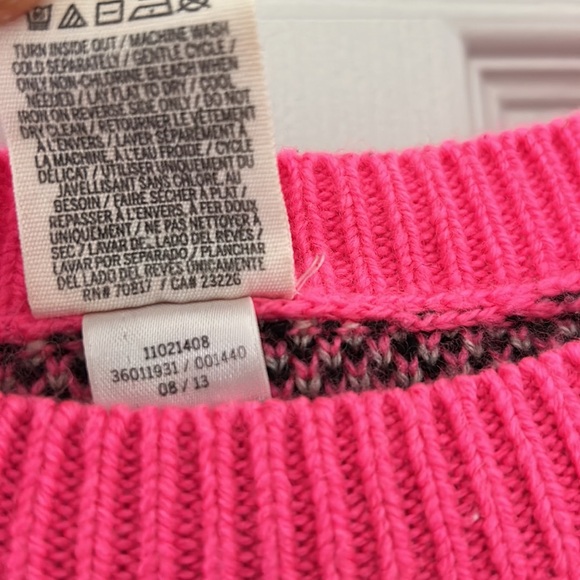 TURN INSIDE OUT / MACHINE WASH
COLD SEPARATELY / GENTLE CYCLE /
ONLY NON-CHLORINE BLEACH WHEN
NEEDED / LAY FLAT TO DRY / COOL
IRON ON REVERSE SIDE ONLY / DO NOT
DRY CLEAN / RETOURNER LE VÊTEMENT
À L'ENVERS / LAVER SÉPARÉMENT À
LA MACHINE, À L'EAU FROIDE / CYCLE
DÉLICAT / UTILISER UNIQUEMENT DU
JAVELLISANT SANS CHLORE, AU
BESOIN / FAIRE SÉCHER À PLAT /
REPASSER À L'ENVERS, À FER DOUX
UNIQUEMENT / NE PAS NETTOYER À
SEC / LAVAR DEL LADO DEL REVÉS /
LAVAR POR SEPARADO / PLANCHAR
DEL LADO DEL REVÉS ÚNICAMENTE
RN# 70817 / CA# 23226
11021408
36011931 / 001440
08 / 13